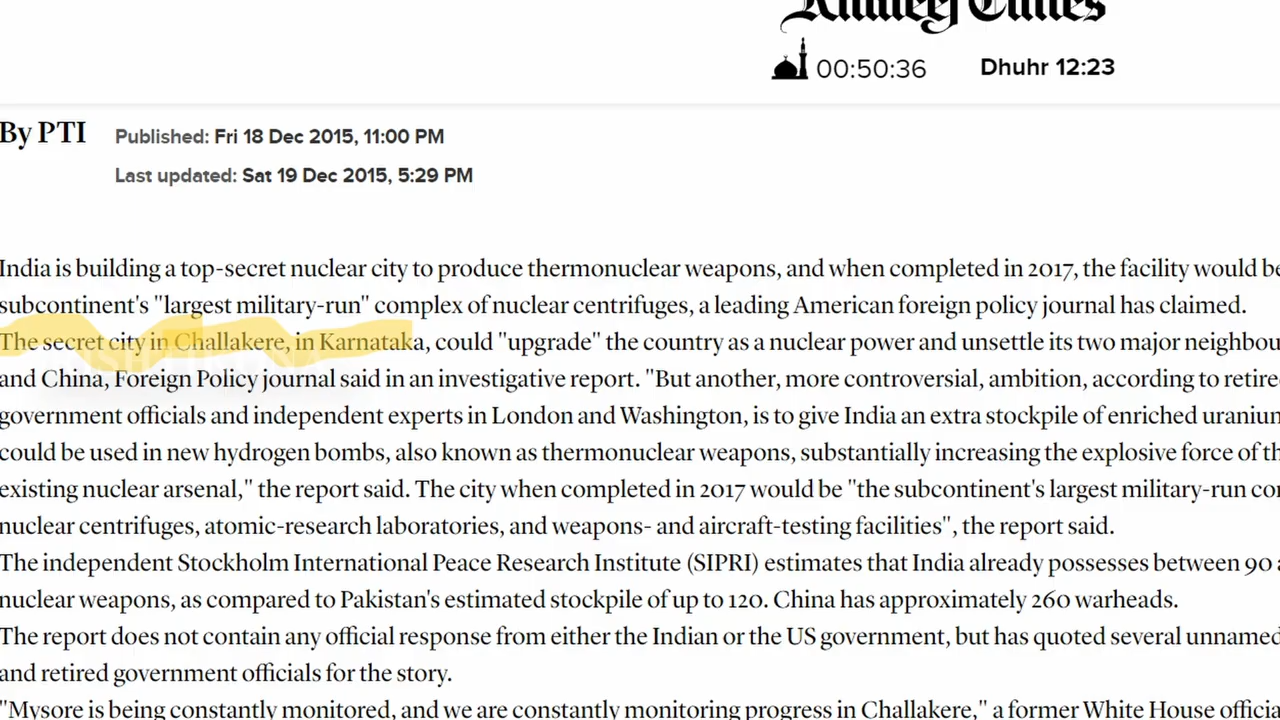 Khaleej Times
00:50:36 Dhuhr 12:23
By PTI Published: Fri 18 Dec 2015, 11:00 PM
Last updated: Sat 19 Dec 2015, 5:29 PM
India is building a top-secret nuclear city to produce thermonuclear weapons, and when completed in 2017, the facility would be
subcontinent's "largest military-run" complex of nuclear centrifuges, a leading American foreign policy journal has claimed.
The secret city in Challakere, in Karnataka, could "upgrade" the country as a nuclear power and unsettle its two major neighbou
and China, Foreign Policy journal said in an investigative report. "But another, more controversial, ambition, according to retire
government officials and independent experts in London and Washington, is to give India an extra stockpile of enriched uranium
could be used in new hydrogen bombs, also known as thermonuclear weapons, substantially increasing the explosive force of th
existing nuclear arsenal," the report said. The city when completed in 2017 would be "the subcontinent's largest military-run co
nuclear centrifuges, atomic-research laboratories, and weapons- and aircraft-testing facilities", the report said.
The independent Stockholm International Peace Research Institute (SIPRI) estimates that India already possesses between 90 a
nuclear weapons, as compared to Pakistan's estimated stockpile of up to 120. China has approximately 260 warheads.
The report does not contain any official response from either the Indian or the US government, but has quoted several unnamed
and retired government officials for the story.
"Mysore is being constantly monitored, and we are constantly monitoring progress in Challakere," a former White House officia